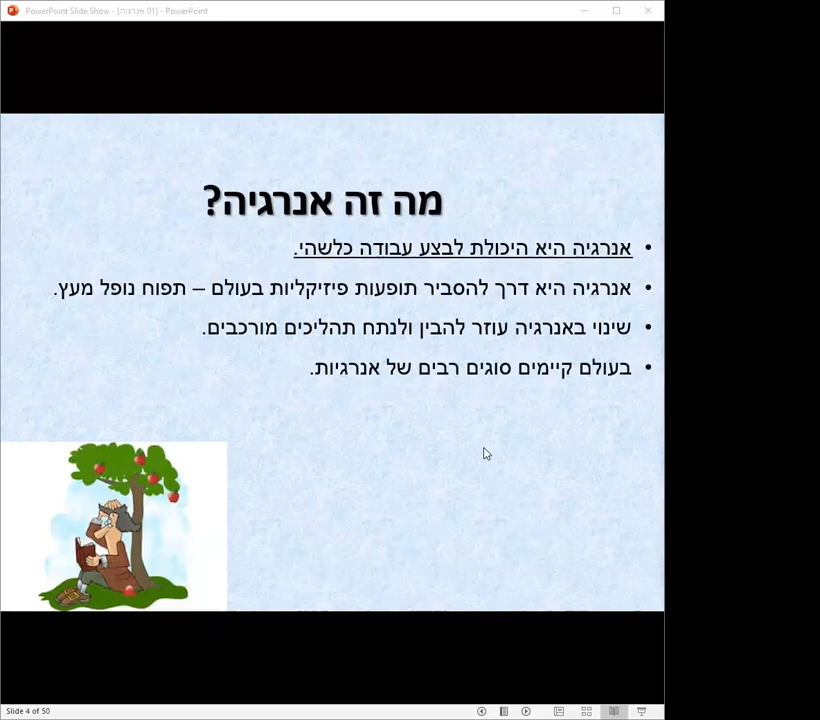 PowerPoint Slide Show - [01 אנרגיה] - PowerPoint
מה זה אנרגיה?
• אנרגיה היא היכולת לבצע עבודה כלשהי.
• אנרגיה היא דרך להסביר תופעות פיזיקליות בעולם – תפוח נופל מעץ.
• שינוי באנרגיה עוזר להבין ולנתח תהליכים מורכבים.
• בעולם קיימים סוגים רבים של אנרגיות.
Slide 4 of 50